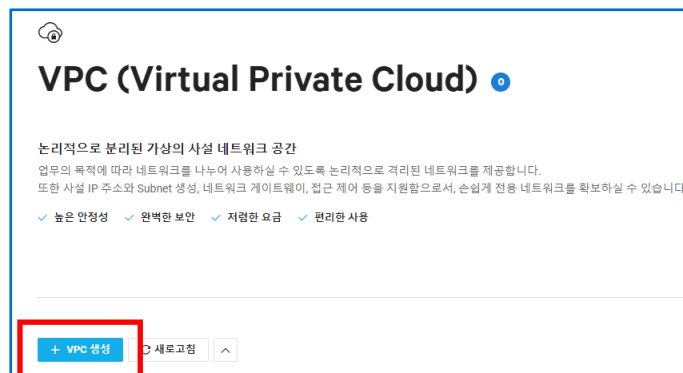 VPC (Virtual Private Cloud) 0
논리적으로 분리된 가상의 사설 네트워크 공간
업무의 목적에 따라 네트워크를 나누어 사용하실 수 있도록 논리적으로 격리된 네트워크를 제공합니다.
또한 사설 IP 주소와 Subnet 생성, 네트워크 게이트웨이, 접근 제어 등을 지원함으로서, 손쉽게 전용 네트워크를 확보하실 수 있습니다
높은 안정성 완벽한 보안 저렴한 요금 편리한 사용
+ VPC 생성 새로고침